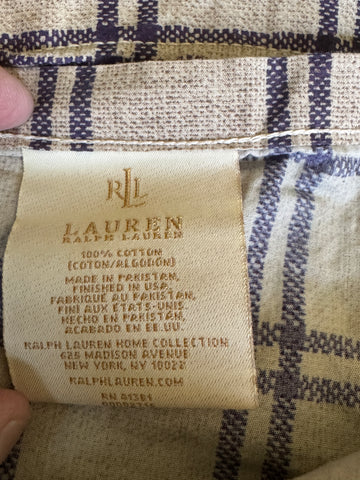 RLL
LAUREN
RALPH LAUREN
100% COTTON
(COTON/ALGODÓN)
MADE IN PAKISTAN,
FINISHED IN USA.
FABRIQUÉ AU PAKISTAN,
FINI AUX ÉTATS-UNIS.
HECHO EN PAKISTÁN,
ACABADO EN EE.UU.
RALPH LAUREN HOME COLLECTION
625 MADISON AVENUE
NEW YORK, NY 10022
RALPHLAUREN.COM
RN 41381